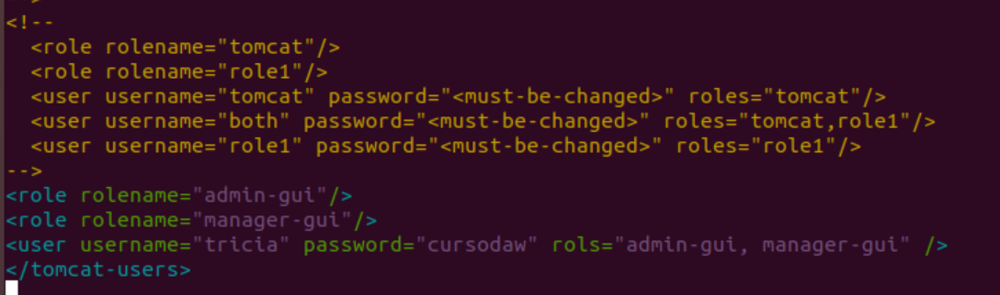 <!--
  <role rolename="tomcat"/>
  <role rolename="role1"/>
  <user username="tomcat" password="<must-be-changed>" roles="tomcat"/>
  <user username="both" password="<must-be-changed>" roles="tomcat,role1"/>
  <user username="role1" password="<must-be-changed>" roles="role1"/>
-->
<role rolename="admin-gui"/>
<role rolename="manager-gui"/>
<user username="tricia" password="cursodaw" rols="admin-gui, manager-gui" />
</tomcat-users>